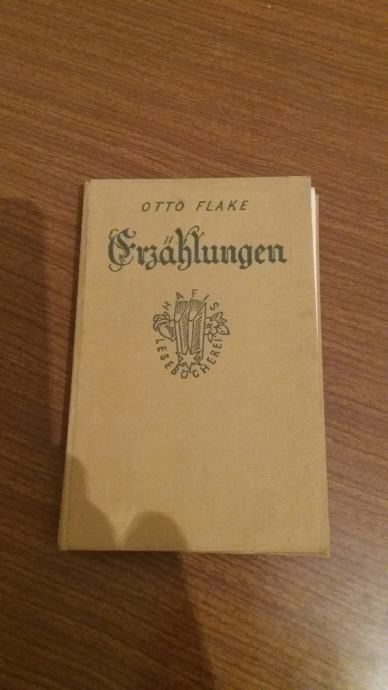 OTTO FLAKE
Erzählungen
HAFIS
LESEBÜCHEREI